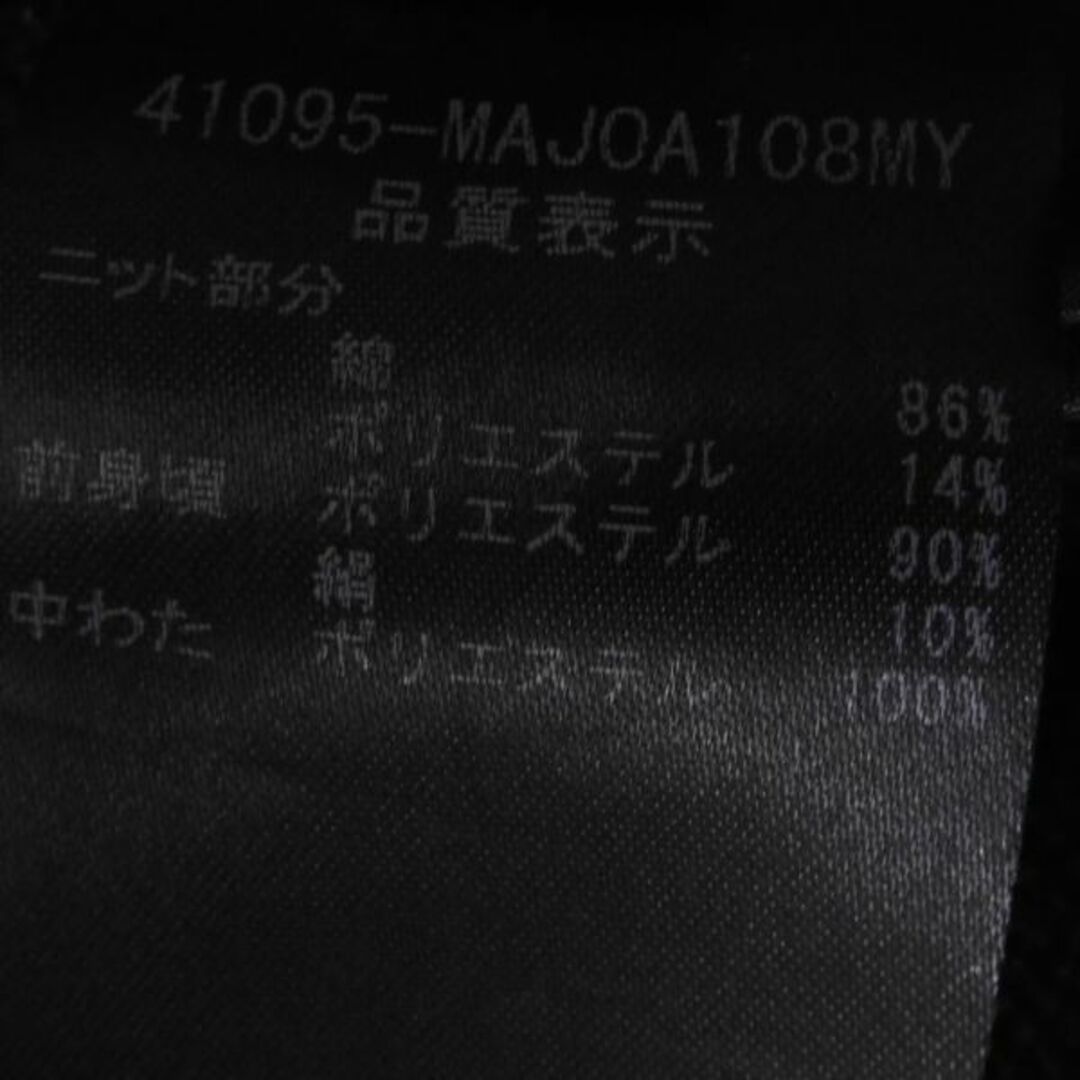 41095-MAJOA108MY
品質表示
ニット部分
綿 86%
ポリエステル 14%
前身頃 ポリエステル 90%
絹 10%
中わた ポリエステル 100%